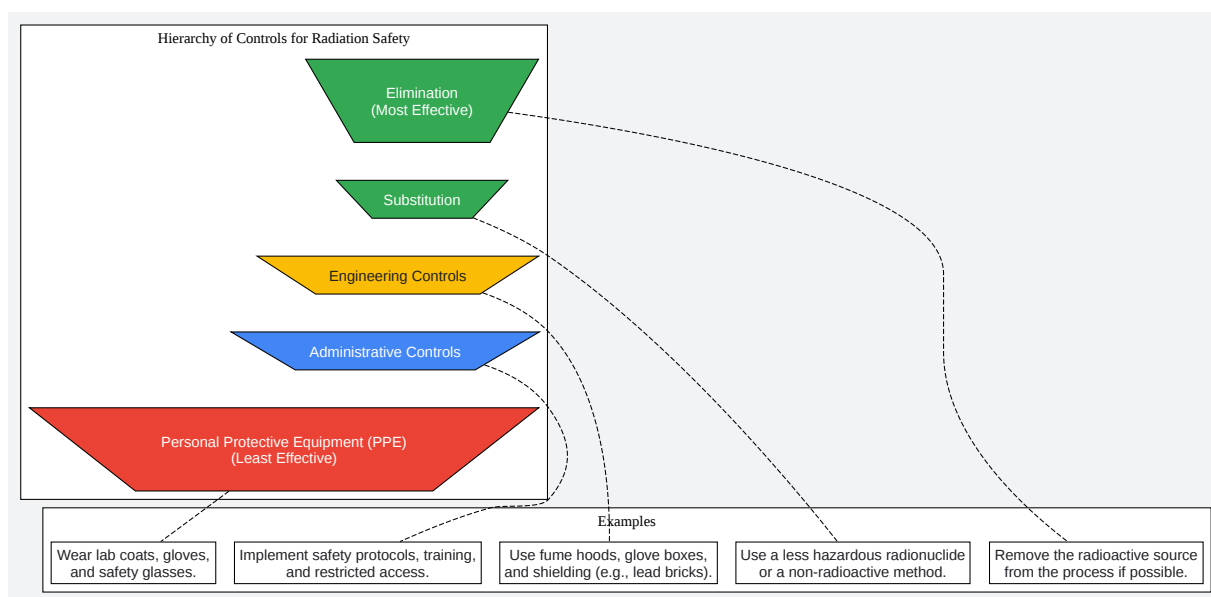 Hierarchy of Controls for Radiation Safety
Elimination
(Most Effective)
Substitution
Engineering Controls
Administrative Controls
Personal Protective Equipment (PPE)
(Least Effective)
Examples
Wear lab coats, gloves,
and safety glasses.
Implement safety protocols, training,
and restricted access.
Use fume hoods, glove boxes,
and shielding (e.g., lead bricks).
Use a less hazardous radionuclide
or a non-radioactive method.
Remove the radioactive source
from the process if possible.